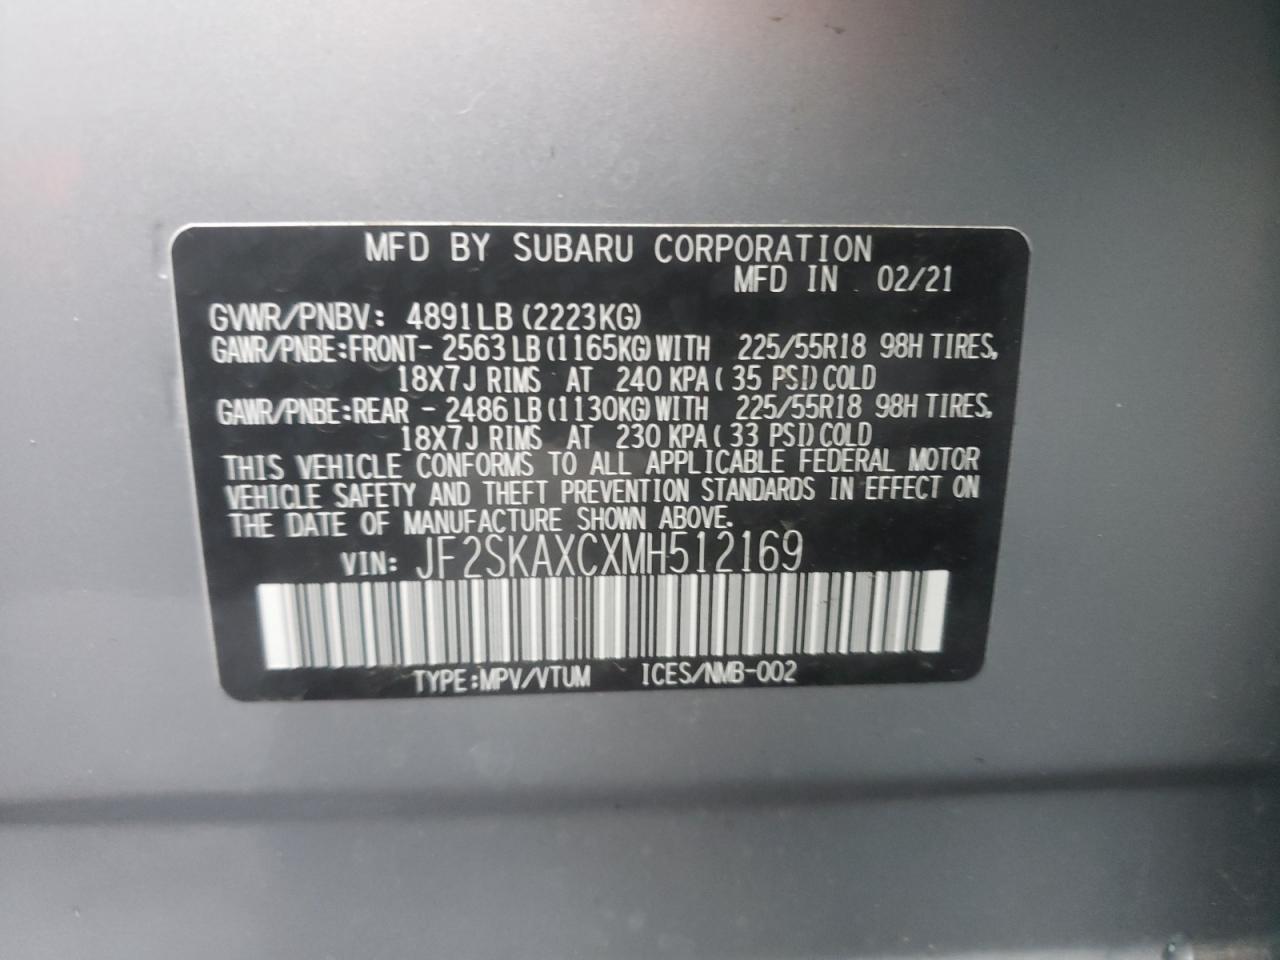 MFD BY SUBARU CORPORATION
MFD IN 02/21
GVWR/PNBV: 4891LB (2223KG)
GAWR/PNBE:FRONT- 2563 LB (1165KG) WITH 225/55R18 98H TIRES,
18X7J RIMS AT 240 KPA ( 35 PSI) COLD
GAWR/PNBE:REAR - 2486 LB (1130KG) WITH 225/55R18 98H TIRES,
18X7J RIMS AT 230 KPA ( 33 PSI) COLD
THIS VEHICLE CONFORMS TO ALL APPLICABLE FEDERAL MOTOR
VEHICLE SAFETY AND THEFT PREVENTION STANDARDS IN EFFECT ON
THE DATE OF MANUFACTURE SHOWN ABOVE.
VIN: JF2SKAXCXMH512169
TYPE:MPV/VTUM ICES/NMB-002